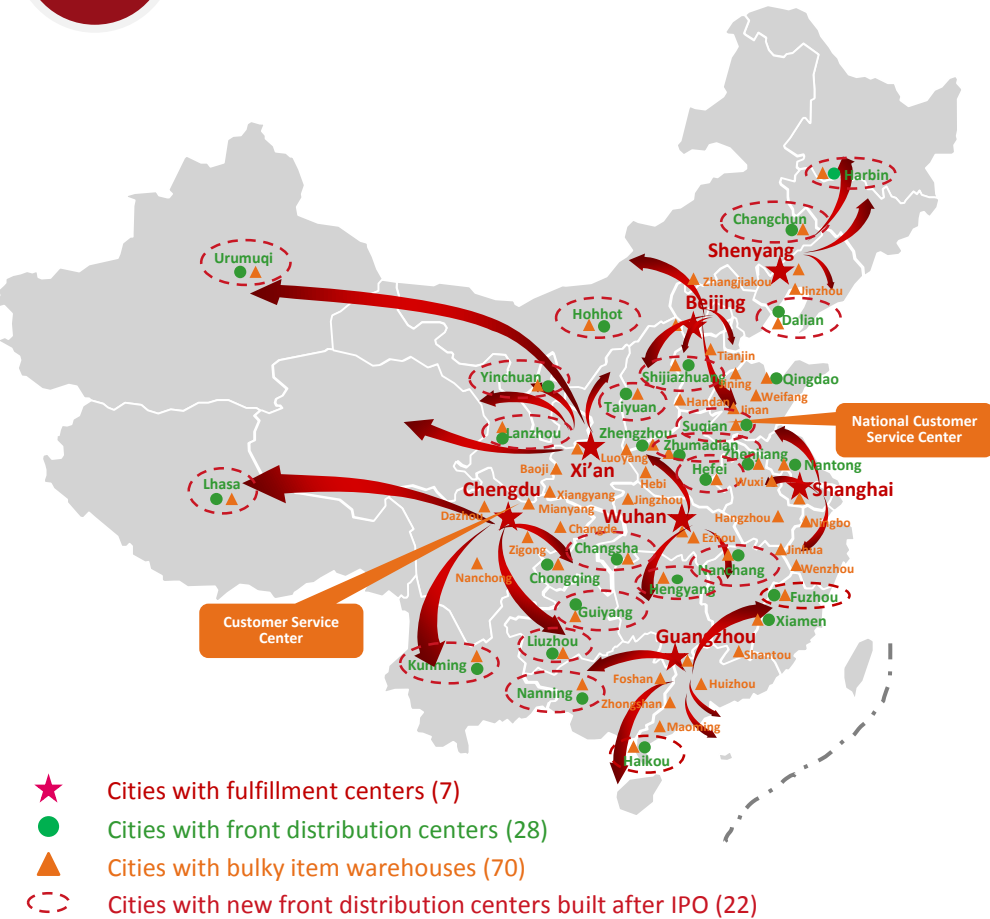 Harbin
Changchun
Shenyang
Urumuqi
Zhangjiakou
Jinzhou
Beijing
Hohhot
Dalian
Tianjin
Yinchuan
Shijiazhuang
Jining
Qingdao
Taiyuan
Handan
Weifang
Jinan
Suqian
National Customer
Service Center
Lanzhou
Zhengzhou
Zhumadian
Luoyang
Zhenjiang
Nantong
Baoji
Xi'an
Hefei
Hebi
Wuxi
Lhasa
Chengdu
Shanghai
Xiangyang
Jingzhou
Mianyang
Dazhou
Wuhan
Hangzhou
Ningbo
Changde
Ezhou
Zigong
Changsha
Jinhua
Nanchong
Chongqing
Nanchang
Wenzhou
Hengyang
Fuzhou
Guiyang
Customer Service
Center
Xiamen
Liuzhou
Guangzhou
Shantou
Kunming
Foshan
Huizhou
Nanning
Zhongshan
Maoming
Haikou
Cities with fulfillment centers (7)
Cities with front distribution centers (28)
Cities with bulky item warehouses (70)
Cities with new front distribution centers built after IPO (22)